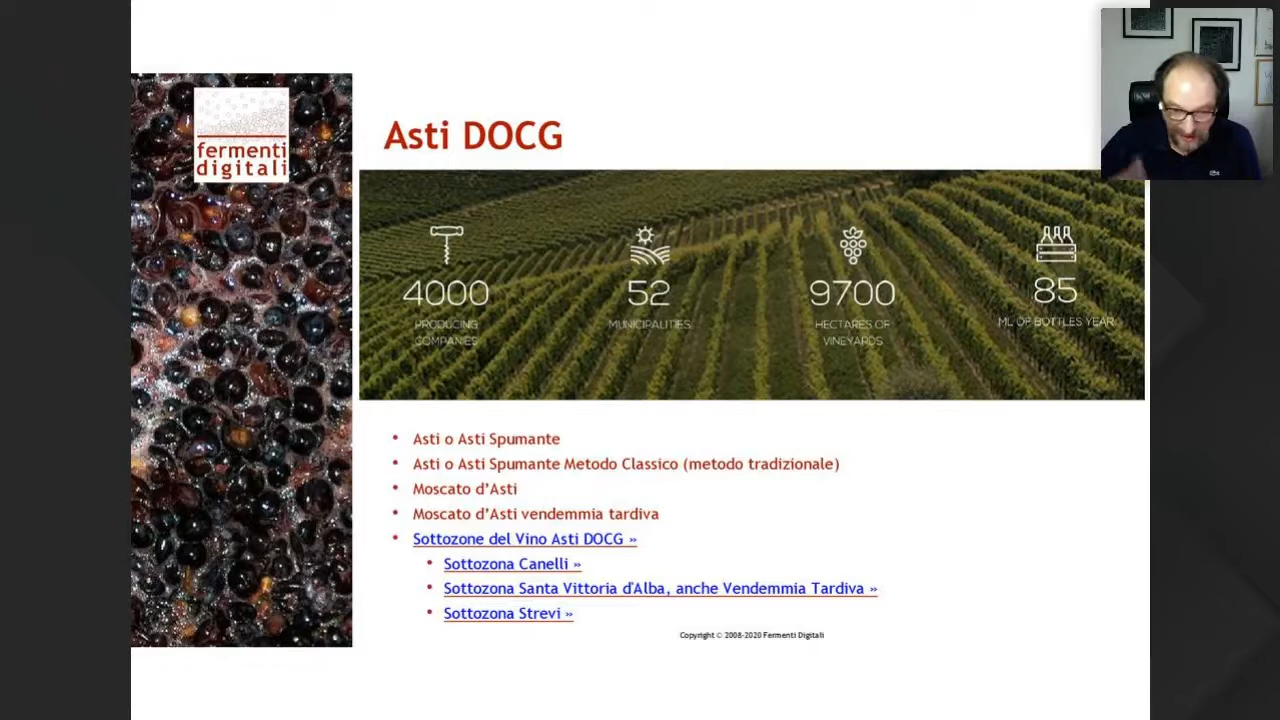 fermenti
digitali
Asti DOCG
4000
PRODUCING
COMPANIES
52
MUNICIPALITIES
9700
HECTARES OF
VINEYARDS
85
ML OF BOTTLES YEAR
• Asti o Asti Spumante
• Asti o Asti Spumante Metodo Classico (metodo tradizionale)
• Moscato d’Asti
• Moscato d’Asti vendemmia tardiva
• Sottozone del Vino Asti DOCG »
• Sottozona Canelli »
• Sottozona Santa Vittoria d'Alba, anche Vendemmia Tardiva »
• Sottozona Strevi »
Copyright © 2008-2020 Fermenti Digitali